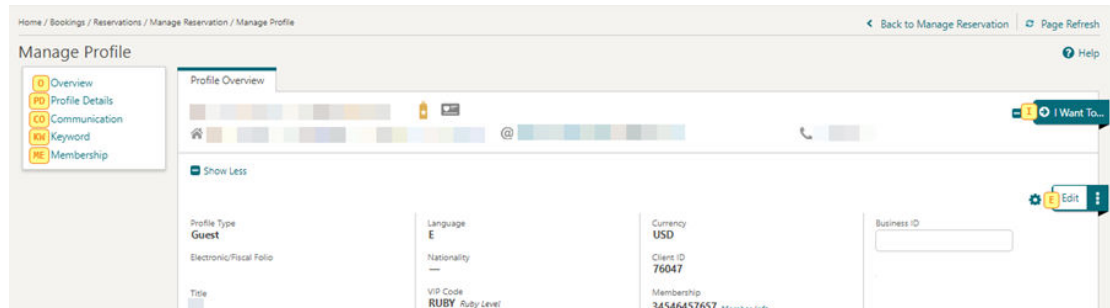 Home / Bookings / Reservations / Manage Reservation / Manage Profile
Back to Manage Reservation Page Refresh
Manage Profile
Help
O Overview
PD Profile Details
CO Communication
KW Keyword
ME Membership
Profile Overview
I I Want To...
@
Show Less
E Edit
Profile Type Language Currency Business ID
Guest E USD
Electronic/Fiscal Folio Nationality Client ID
— 76047
Title VIP Code Membership
RUBY Ruby Level 34546457657